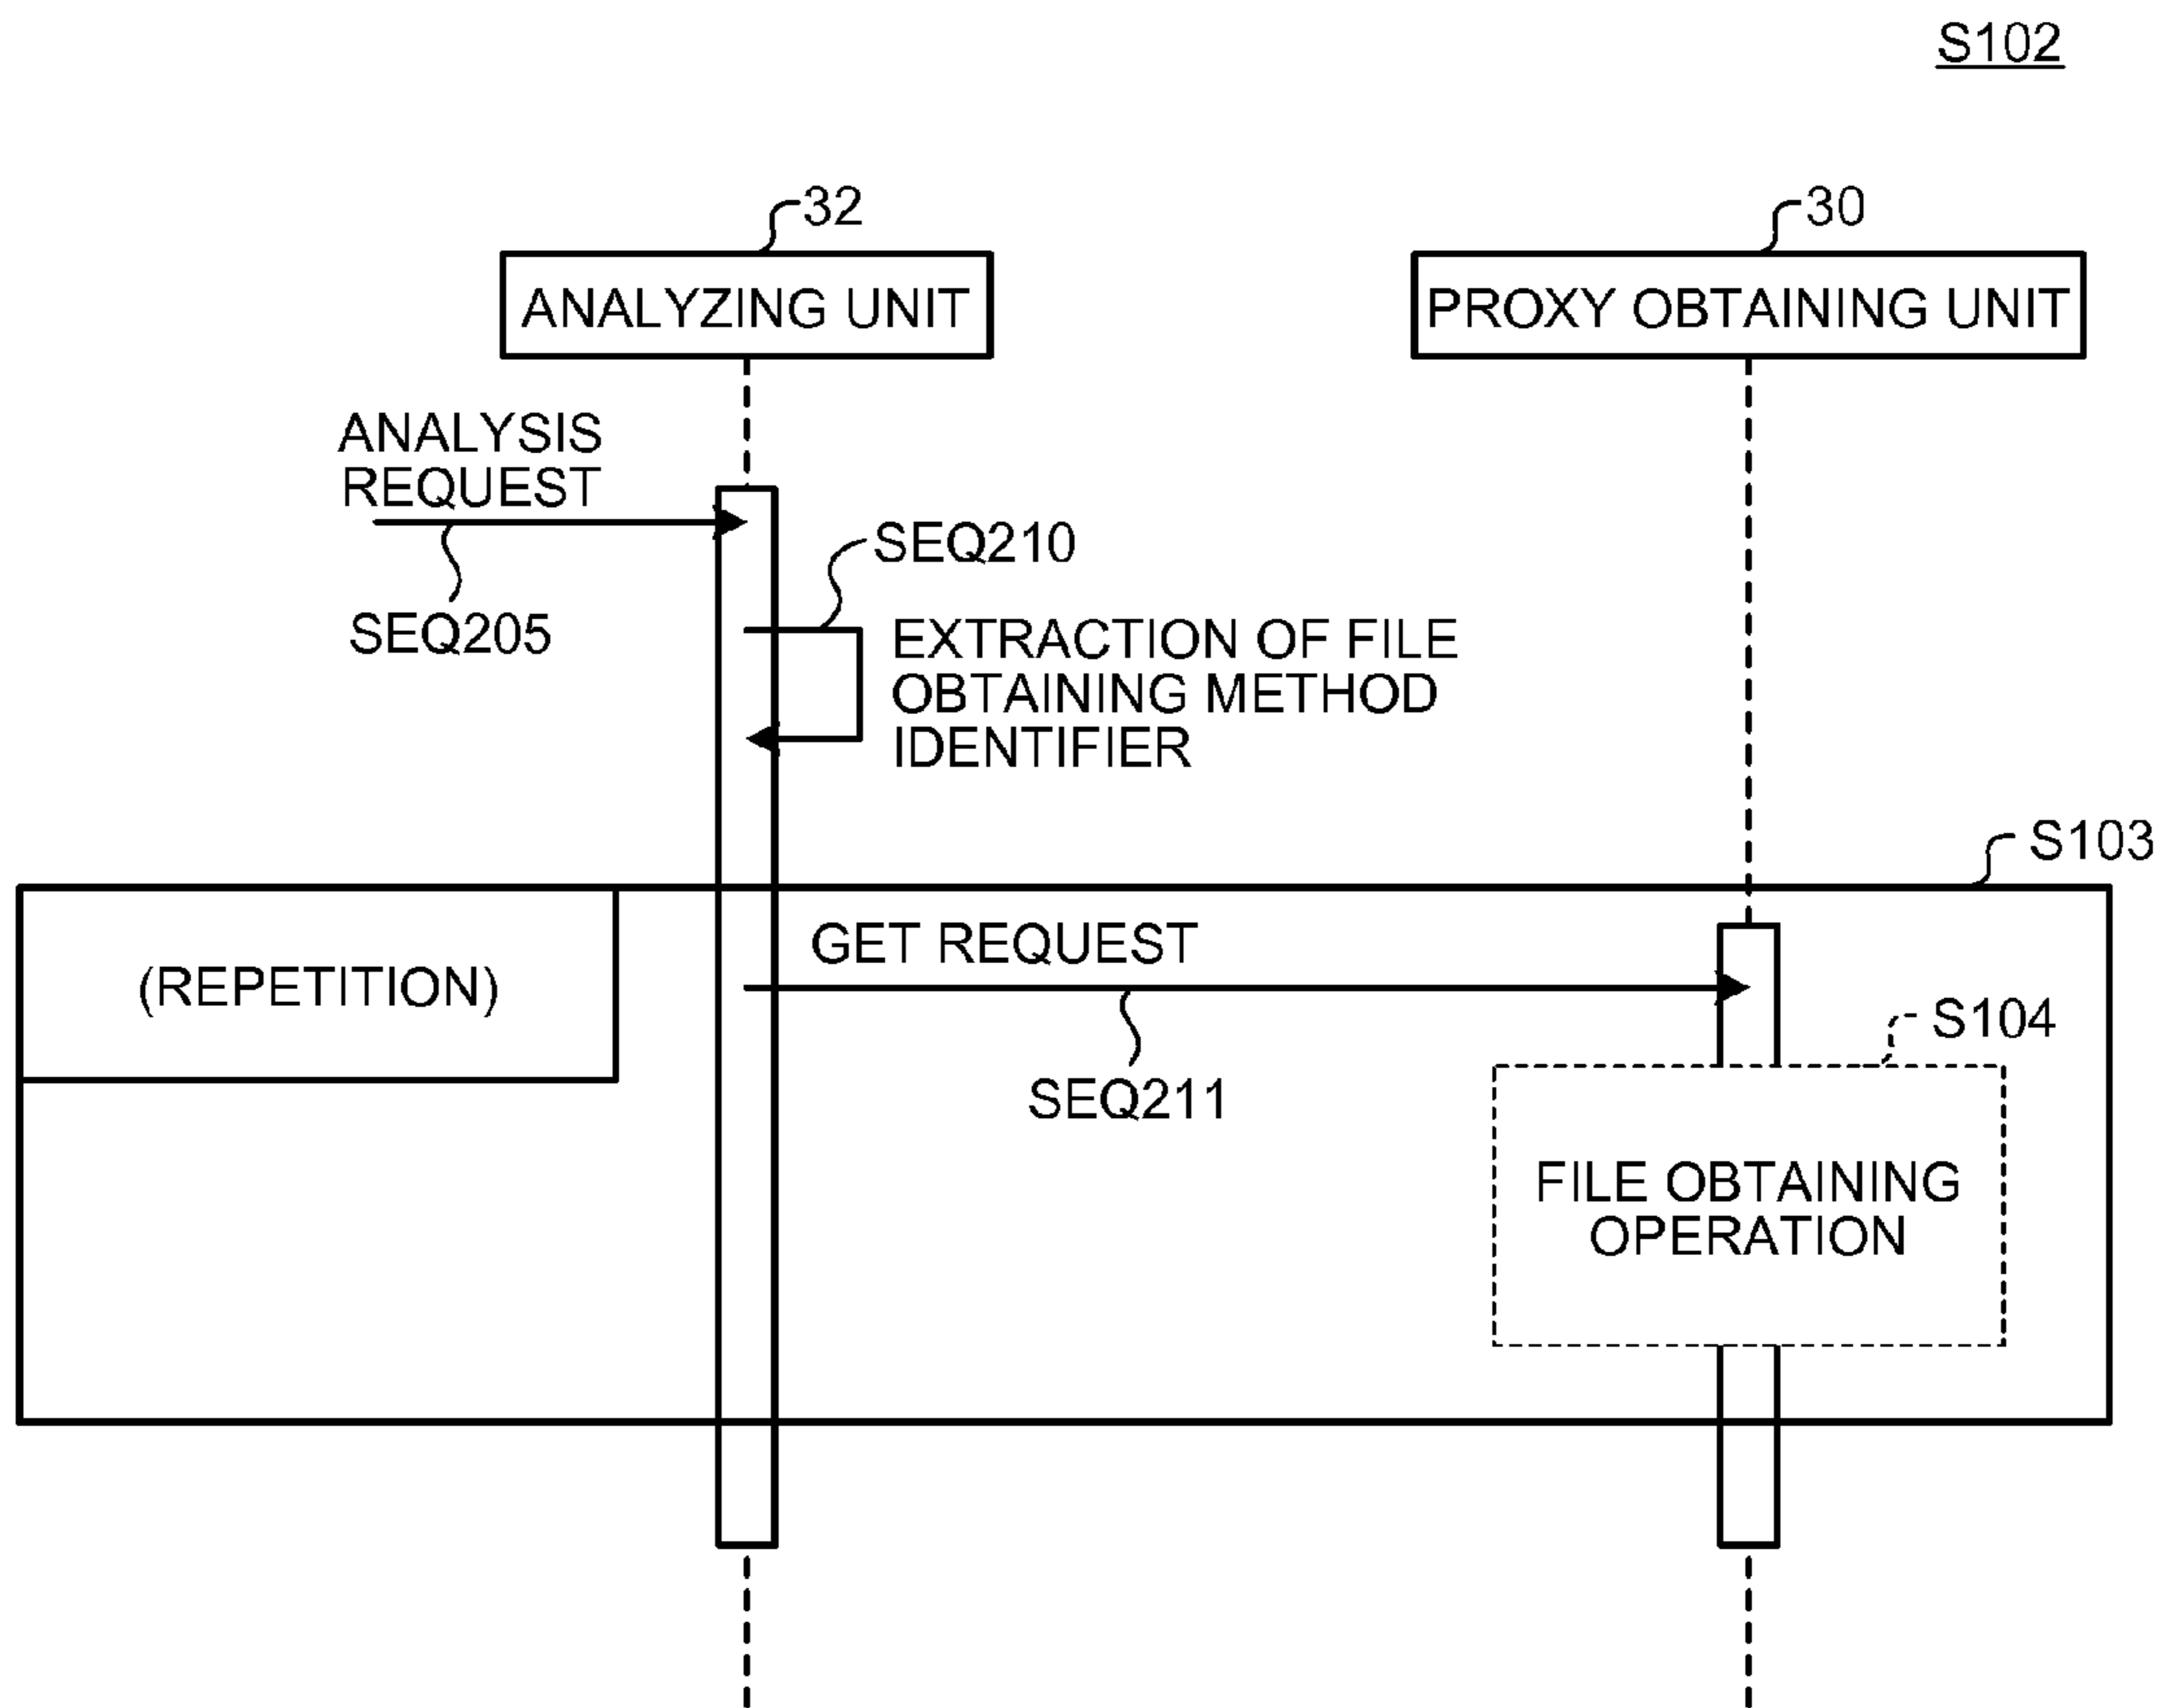 S102
32
30
ANALYZING UNIT
PROXY OBTAINING UNIT
ANALYSIS
REQUEST
SEQ205
SEQ210
EXTRACTION OF FILE
OBTAINING METHOD
IDENTIFIER
S103
(REPETITION)
GET REQUEST
SEQ211
S104
FILE OBTAINING
OPERATION